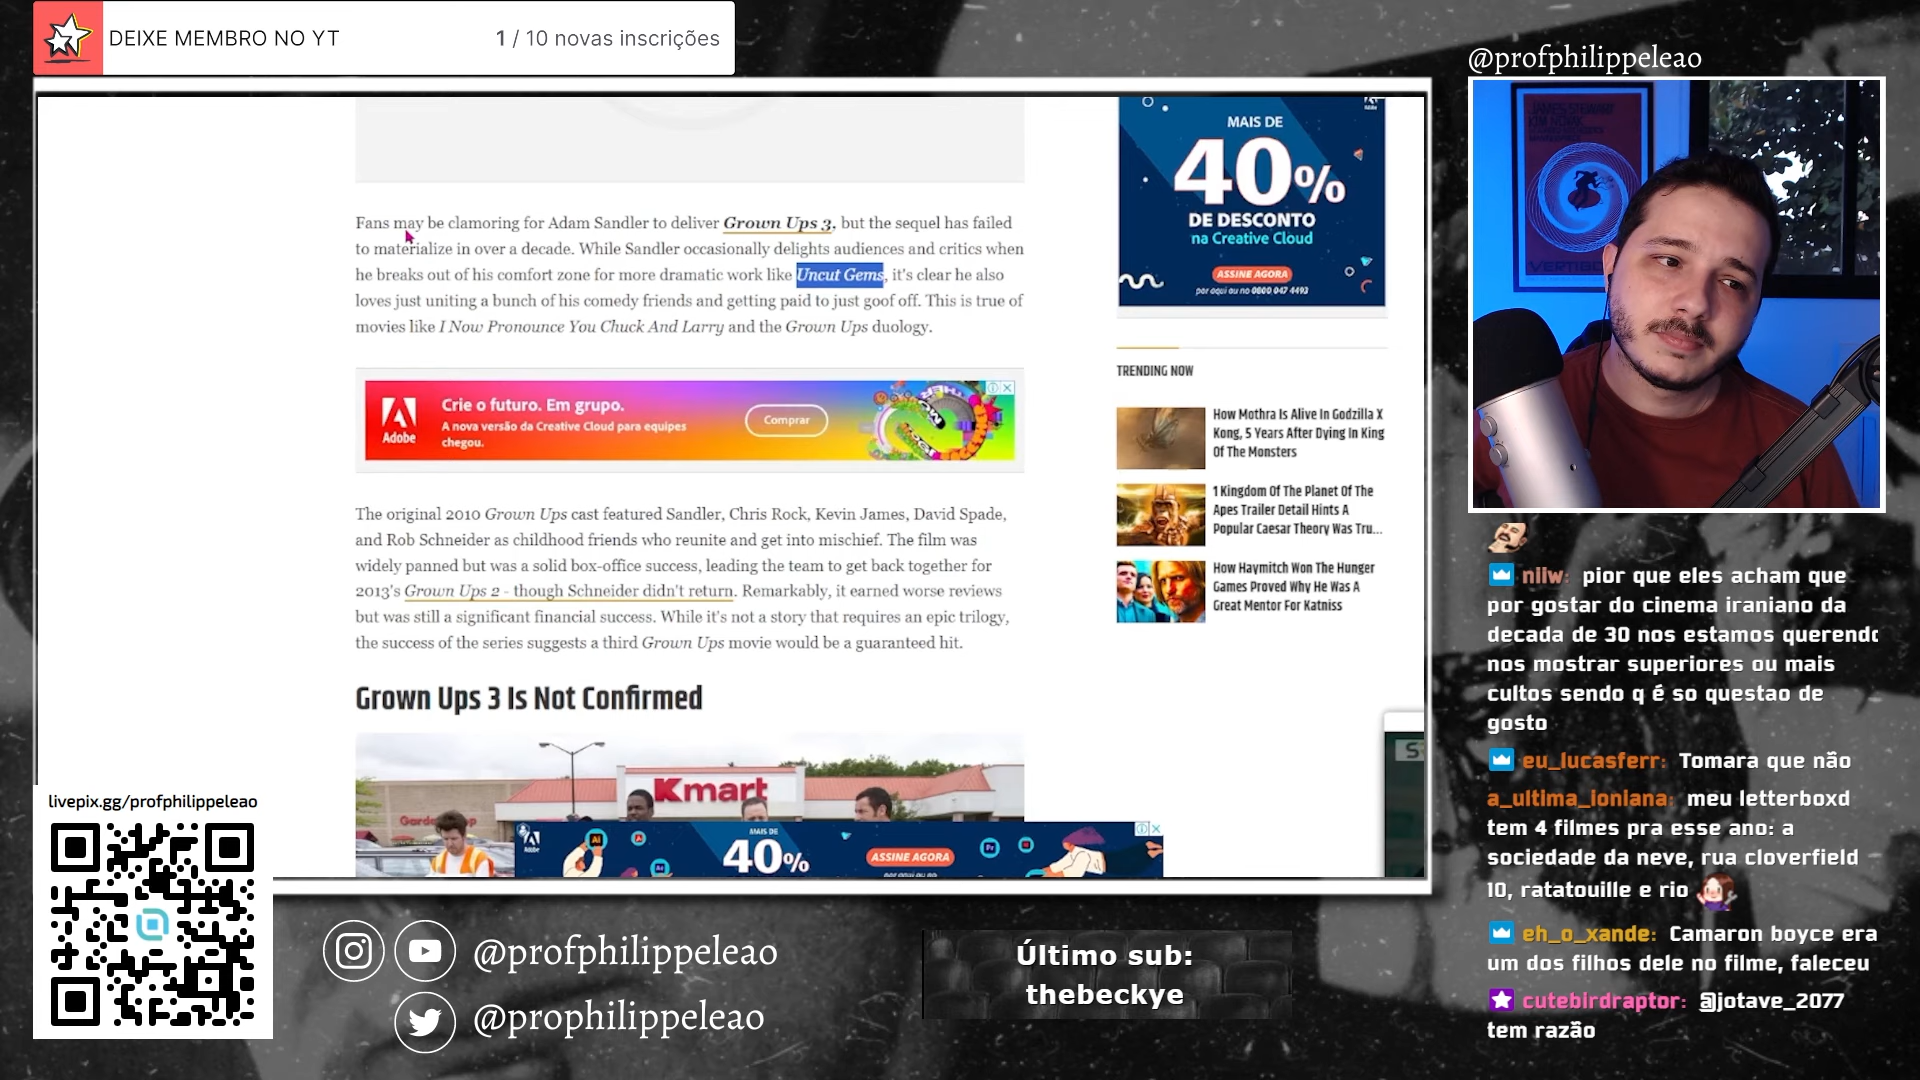 DEIXE MEMBRO NO YT
1 / 10 novas inscrições
@profphilippeleao
Fans may be clamoring for Adam Sandler to deliver Grown Ups 3, but the sequel has failed
to materialize in over a decade. While Sandler occasionally delights audiences and critics when
he breaks out of his comfort zone for more dramatic work like Uncut Gems, it's clear he also
loves just uniting a bunch of his comedy friends and getting paid to just goof off. This is true of
movies like I Now Pronounce You Chuck And Larry and the Grown Ups duology.
Adobe
Crie o futuro. Em grupo.
A nova versão da Creative Cloud para equipes
chegou.
Comprar
The original 2010 Grown Ups cast featured Sandler, Chris Rock, Kevin James, David Spade,
and Rob Schneider as childhood friends who reunite and get into mischief. The film was
widely panned but was a solid box-office success, leading the team to get back together for
2013's Grown Ups 2 - though Schneider didn't return. Remarkably, it earned worse reviews
but was still a significant financial success. While it's not a story that requires an epic trilogy,
the success of the series suggests a third Grown Ups movie would be a guaranteed hit.
Grown Ups 3 Is Not Confirmed
Kmart
MAIS DE
40%
ASSINE AGORA
MAIS DE
40%
DE DESCONTO
na Creative Cloud
ASSINE AGORA
por aqui ou no 0800 047 4493
TRENDING NOW
How Mothra Is Alive In Godzilla X
Kong, 5 Years After Dying In King
Of The Monsters
1 Kingdom Of The Planet Of The
Apes Trailer Detail Hints A
Popular Caesar Theory Was Tru...
How Haymitch Won The Hunger
Games Proved Why He Was A
Great Mentor For Katniss
JAMES STEWART
KIM NOVAK
VERTIGO
nilw: pior que eles acham que
por gostar do cinema iraniano da
decada de 30 nos estamos querendo
nos mostrar superiores ou mais
cultos sendo q é so questao de
gosto
eu_lucasferr: Tomara que não
a_ultima_ioniana: meu letterboxd
tem 4 filmes pra esse ano: a
sociedade da neve, rua cloverfield
10, ratatouille e rio
eh_o_xande: Camaron boyce era
um dos filhos dele no filme, faleceu
cutebirdraptor: @jotave_2077
tem razão
livepix.gg/profphilippeleao
@profphilippeleao
@prophilippeleao
Último sub:
thebeckye